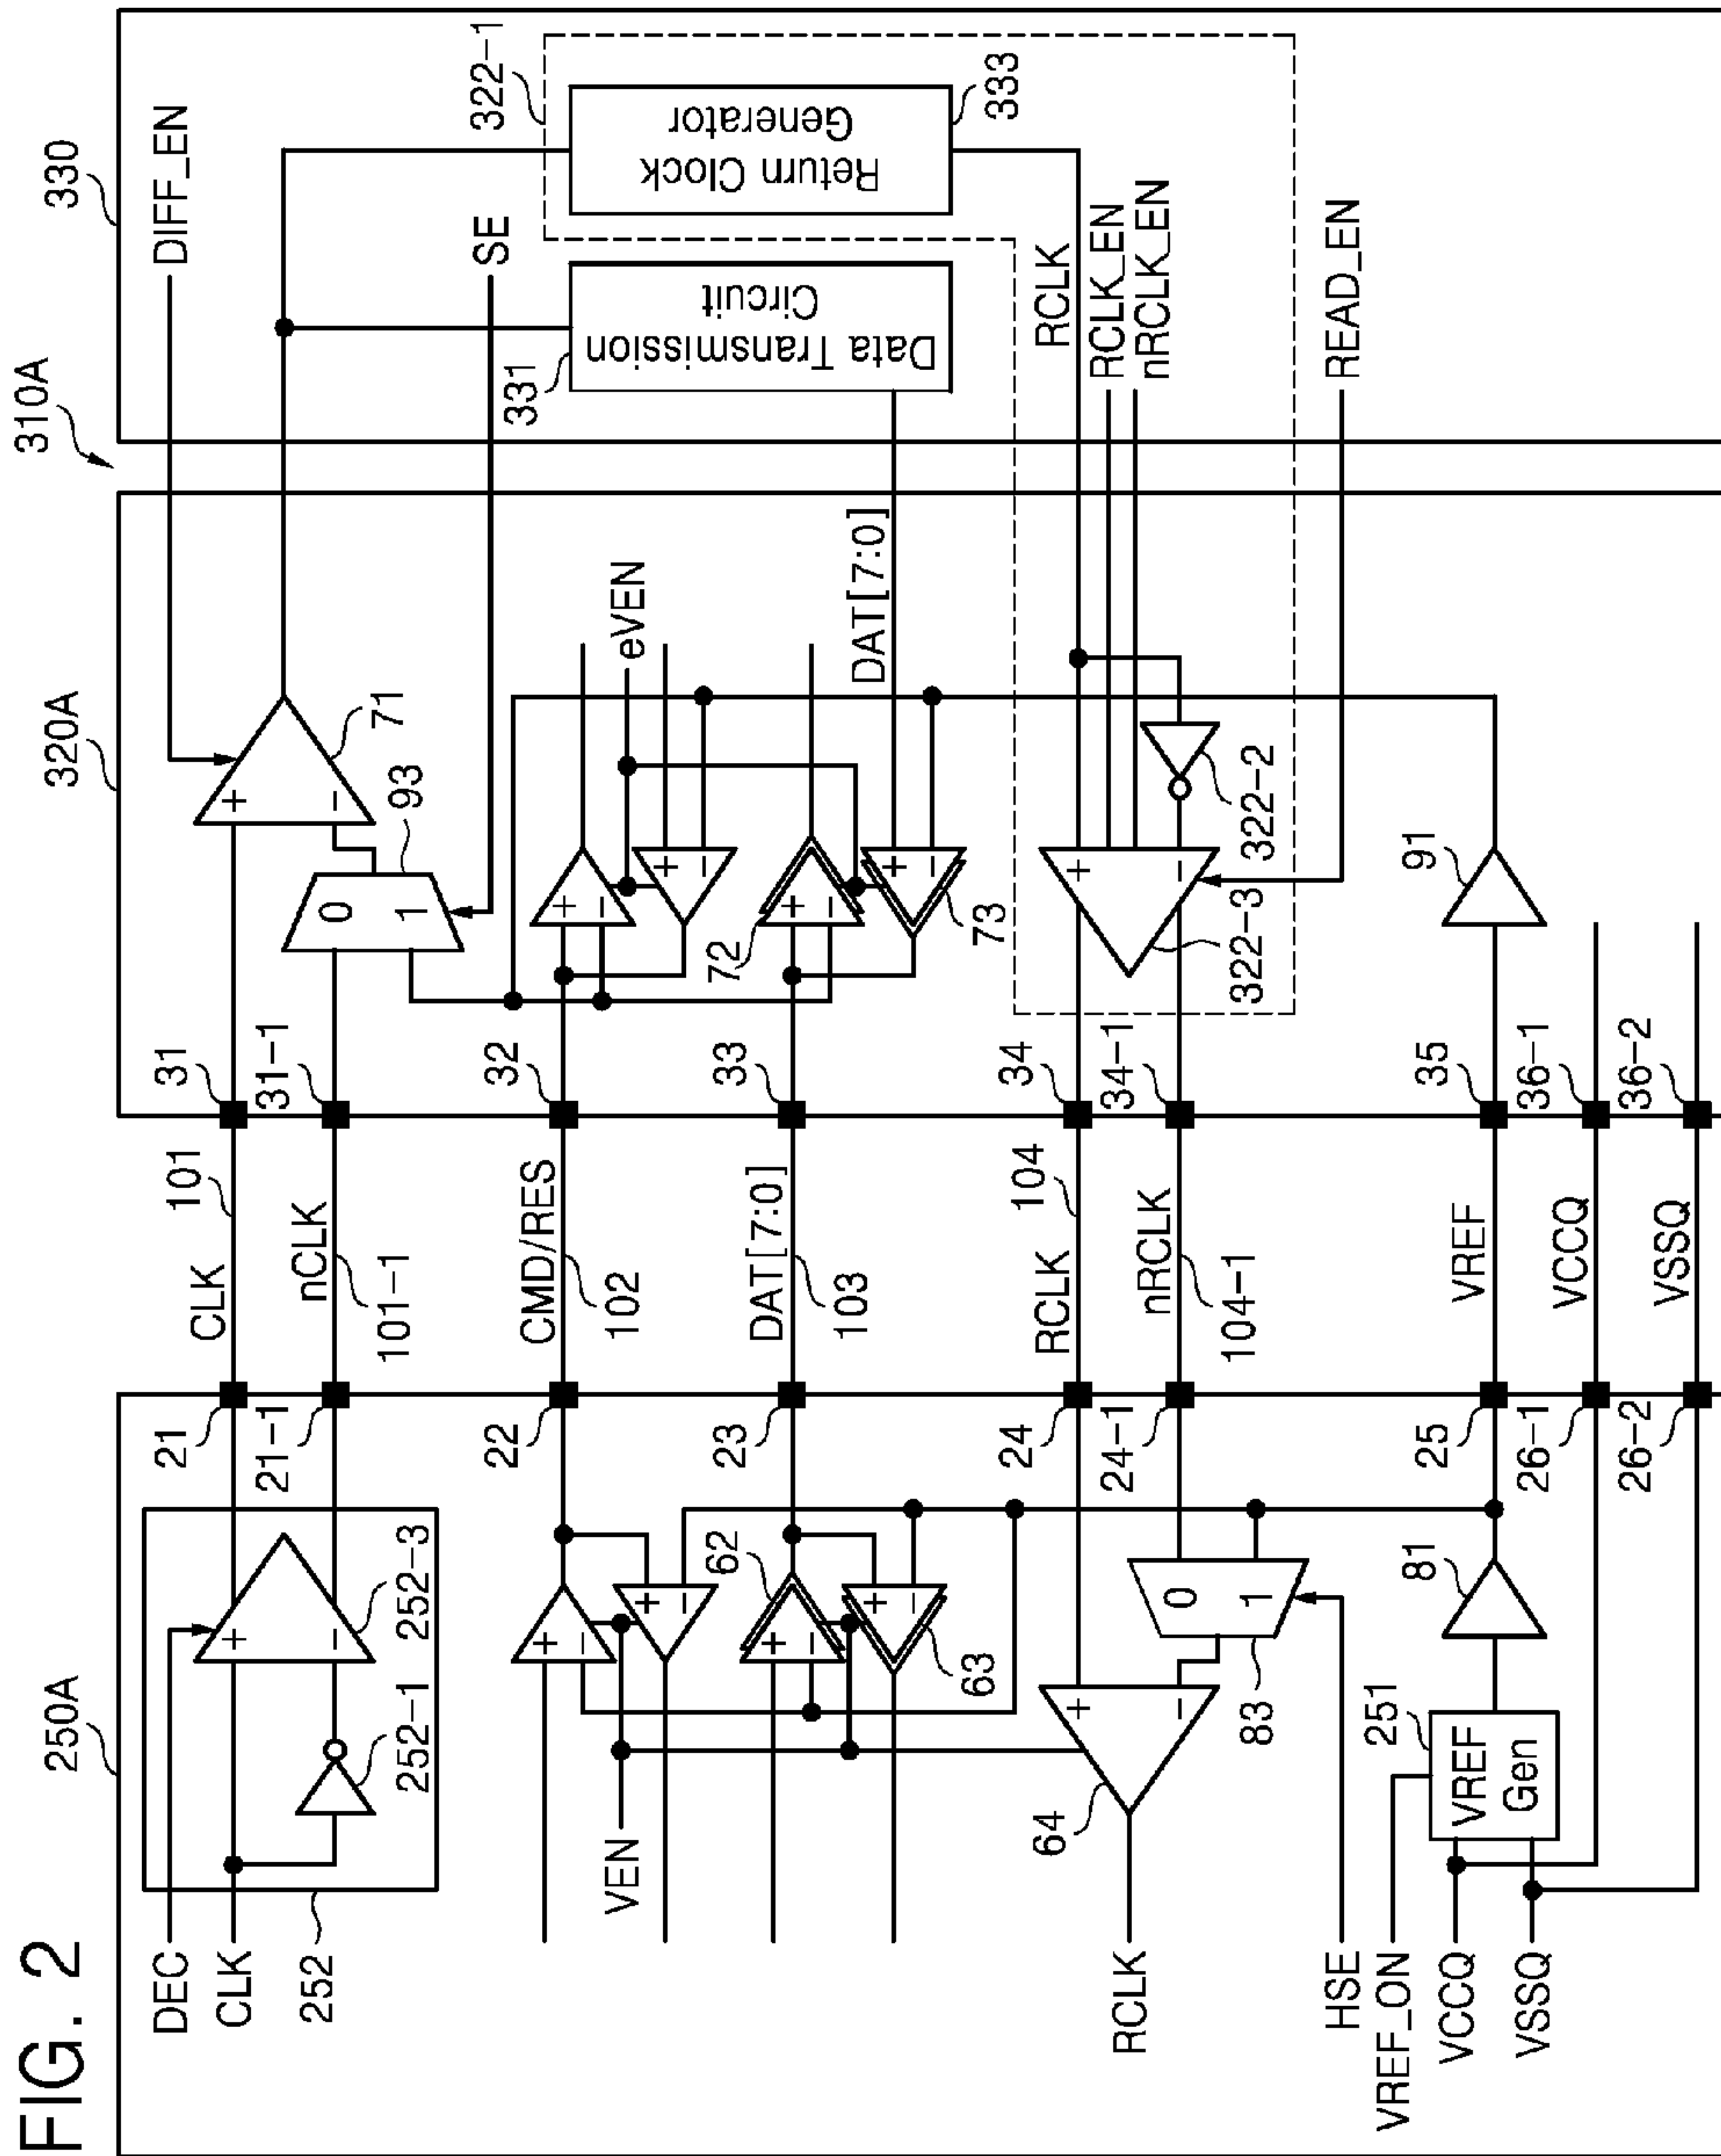 FIG. 2
310A
250A
320A
330
DEC
CLK
252
252-1
252-3
21
21-1
CLK
101
nCLK
101-1
31
31-1
+
-
0
1
93
+
-
71
DIFF_EN
SE
VEN
+
-
+
-
22
CMD/RES
102
32
+
-
+
-
eVEN
+
-
62
+
-
63
23
DAT[7:0]
103
33
72
+
-
+
-
73
DAT[7:0]
331
Data Transmission
Circuit
322-1
Return Clock
Generator
333
RCLK
64
+
-
0
1
83
HSE
24
24-1
RCLK
104
nRCLK
104-1
34
34-1
+
-
322-3
322-2
RCLK
RCLK_EN
nRCLK_EN
READ_EN
VREF_ON
VCCQ
VSSQ
251
VREF
Gen
81
25
26-1
26-2
VREF
VCCQ
VSSQ
35
36-1
36-2
91